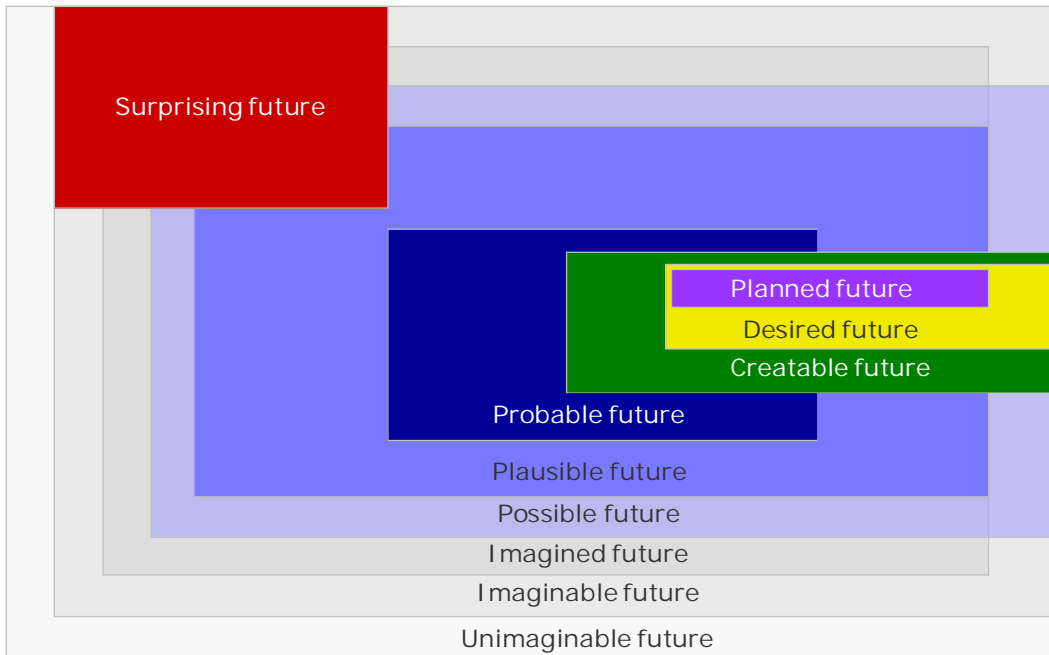 Surprising future
Planned future
Desired future
Creatable future
Probable future
Plausible future
Possible future
Imagined future
Imaginable future
Unimaginable future